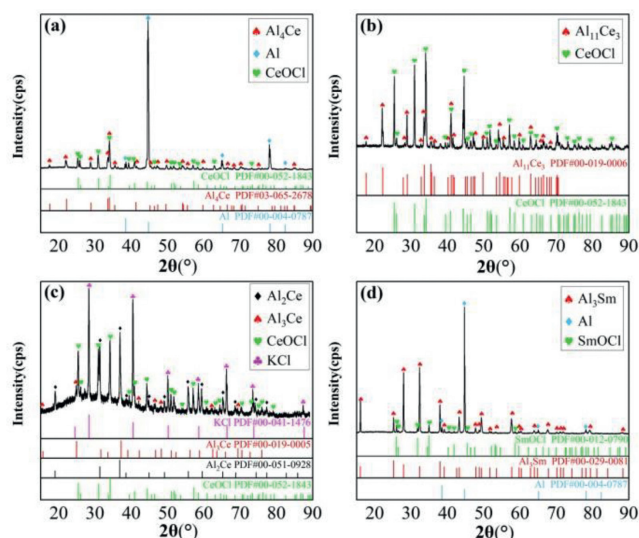 (a)
Al₄Ce
Al
CeOCl
Intensity(cps)
CeOCl PDF#00-052-1843
Al₄Ce PDF#03-065-2678
Al PDF#00-004-0787
20 30 40 50 60 70 80 90
2θ(°)
(b)
Al₁₁Ce₃
CeOCl
Intensity(cps)
Al₁₁Ce₃ PDF#00-019-0006
CeOCl PDF#00-052-1843
20 30 40 50 60 70 80 90
2θ(°)
(c)
Al₂Ce
Al₃Ce
CeOCl
KCl
Intensity(cps)
KCl PDF#00-041-1476
Al₃Ce PDF#00-019-0005
Al₂Ce PDF#00-051-0928
CeOCl PDF#00-052-1843
20 30 40 50 60 70 80 90
2θ(°)
(d)
Al₃Sm
Al
SmOCl
Intensity(cps)
SmOCl PDF#00-012-0790
Al₃Sm PDF#00-029-0081
Al PDF#00-004-0787
20 30 40 50 60 70 80 90
2θ(°)